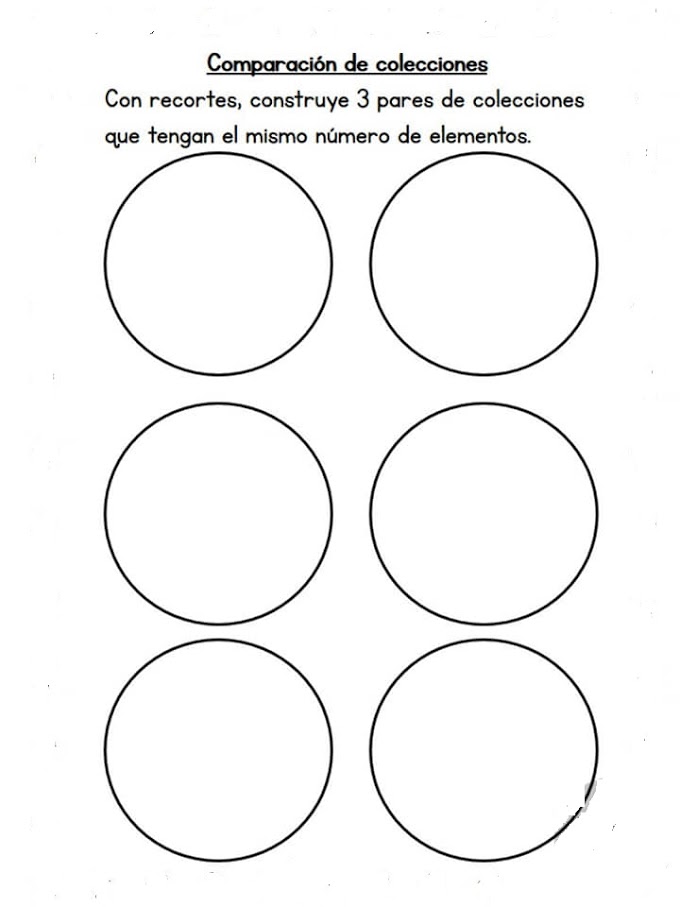 Comparación de colecciones
Con recortes, construye 3 pares de colecciones
que tengan el mismo número de elementos.